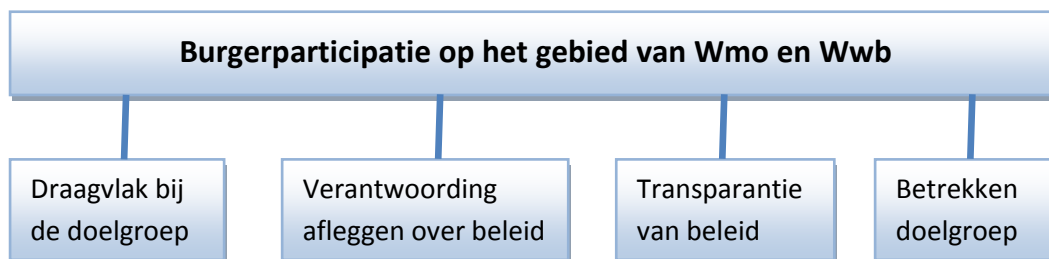 Burgerparticipatie op het gebied van Wmo en Wwb
Draagvlak bij
de doelgroep
Verantwoording
afleggen over beleid
Transparantie
van beleid
Betrekken
doelgroep